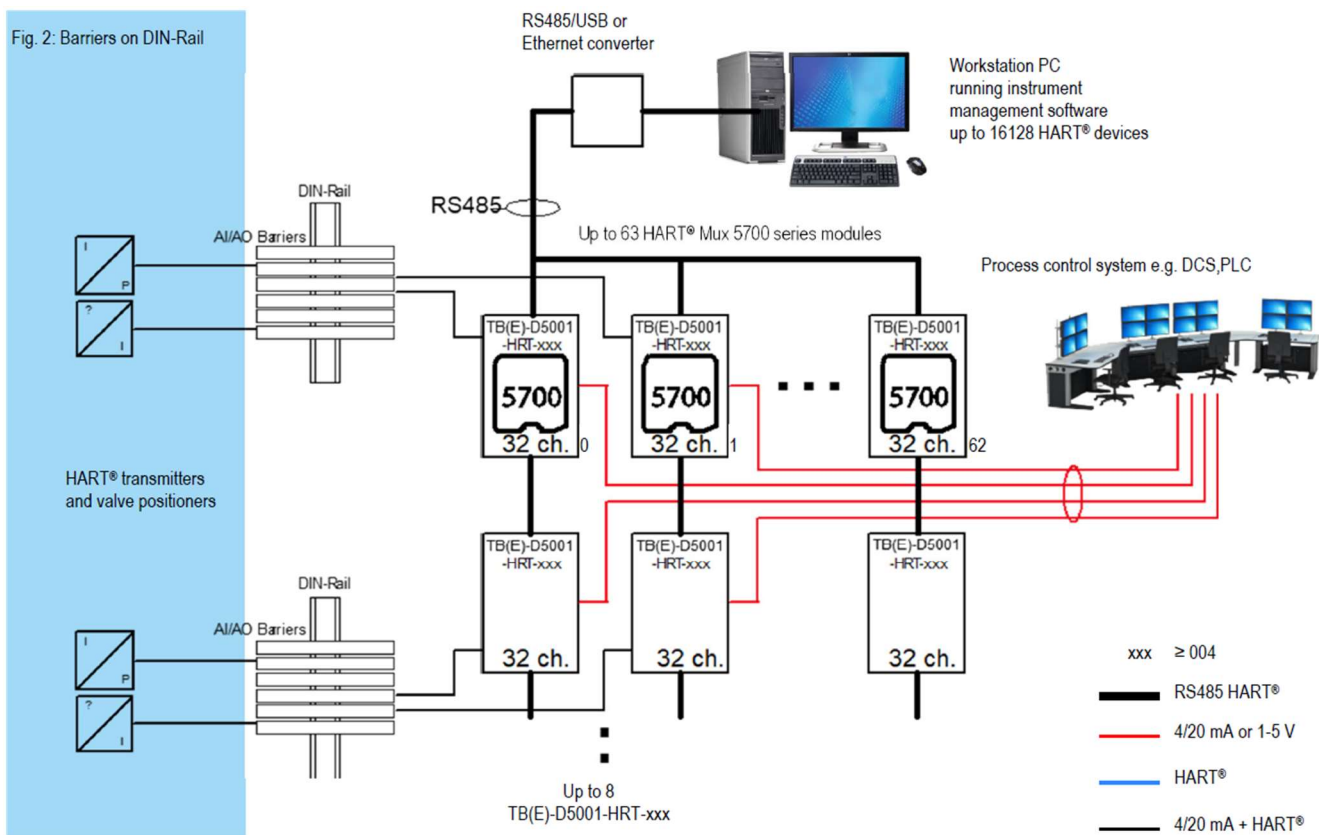 Fig. 2: Barriers on DIN-Rail
RS485/USB or
Ethernet converter
Workstation PC
running instrument
management software
up to 16128 HART® devices
DIN-Rail
AI/AO Barriers
RS485
Up to 63 HART® Mux 5700 series modules
Process control system e.g. DCS,PLC
I
P
?
I
TB(E)-D5001
-HRT-xxx
5700
32 ch.
0
TB(E)-D5001
-HRT-xxx
5700
32 ch.
1
TB(E)-D5001
-HRT-xxx
5700
32 ch.
62
HART® transmitters
and valve positioners
DIN-Rail
AI/AO Barriers
I
P
?
I
TB(E)-D5001
-HRT-xxx
32 ch.
TB(E)-D5001
-HRT-xxx
32 ch.
TB(E)-D5001
-HRT-xxx
32 ch.
Up to 8
TB(E)-D5001-HRT-xxx
xxx ≥ 004
RS485 HART®
4/20 mA or 1-5 V
HART®
4/20 mA + HART®